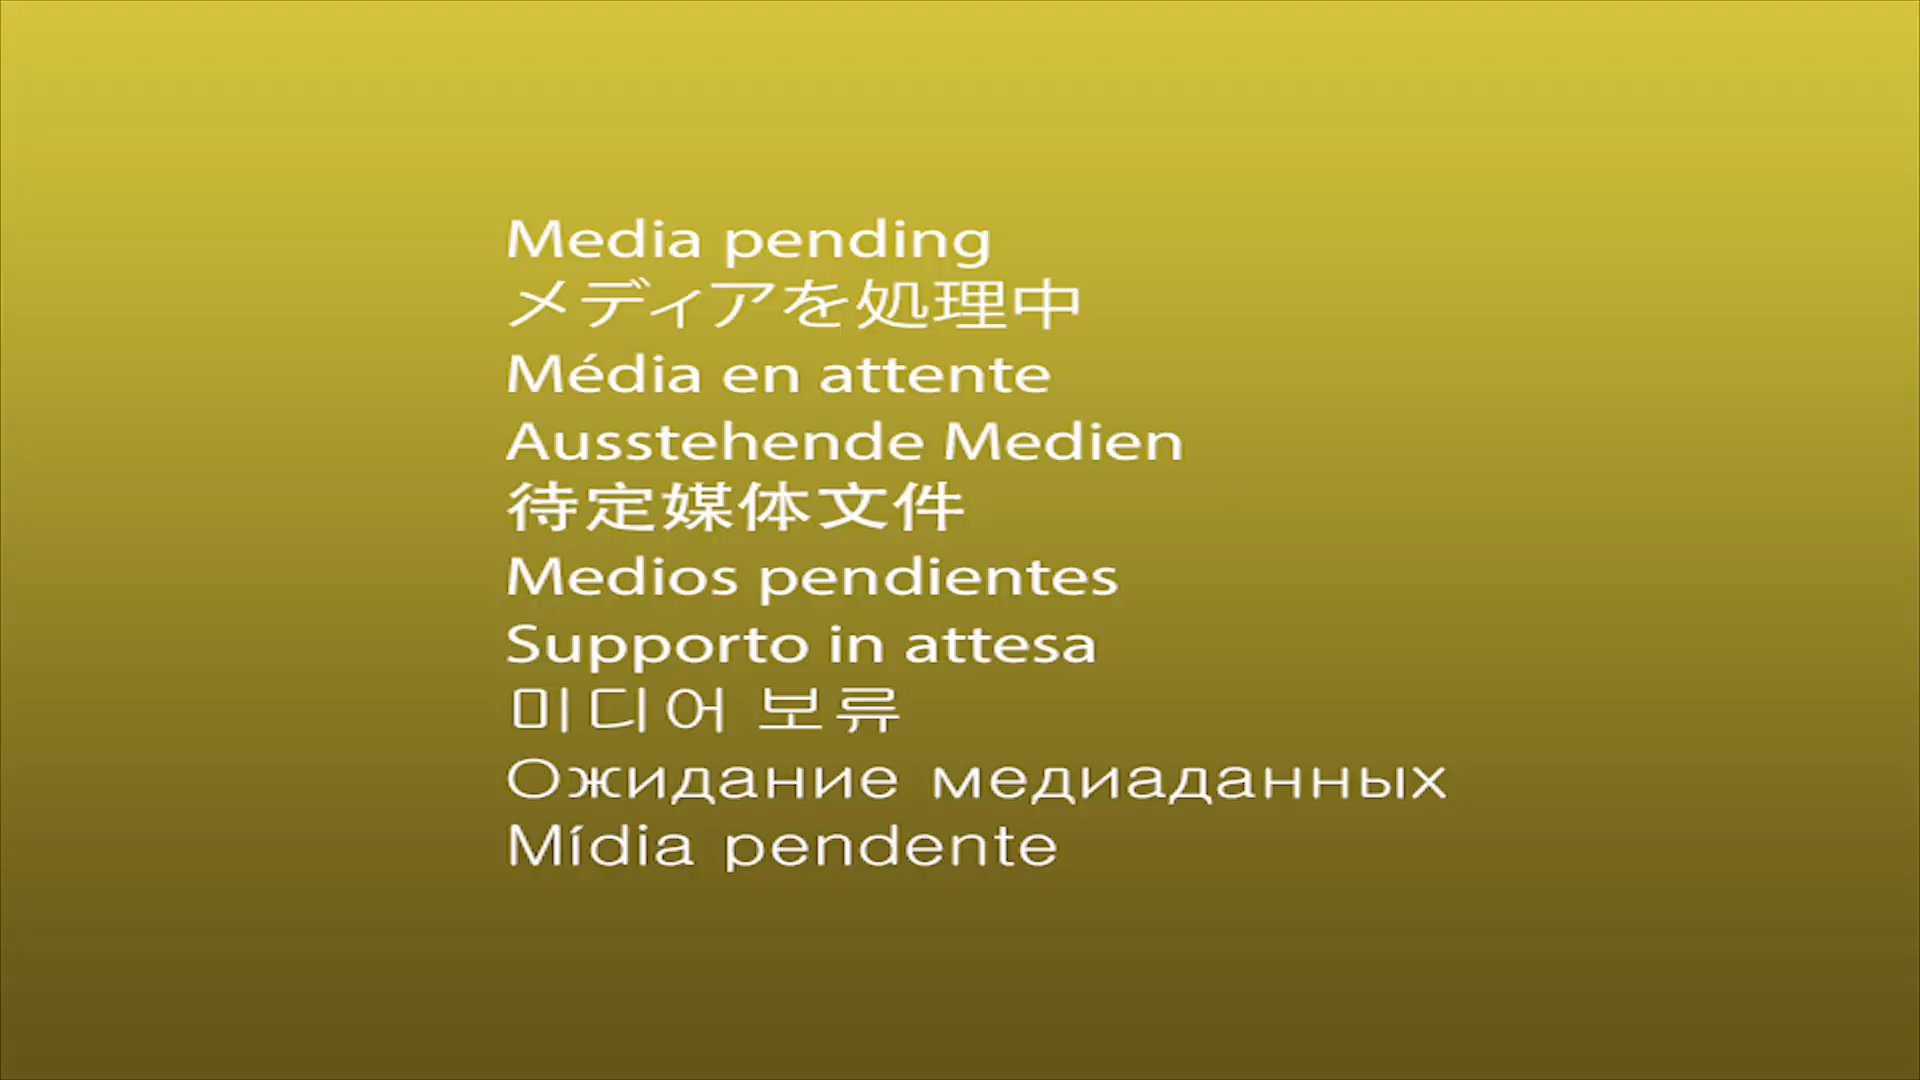 Media pending
メディアを処理中
Média en attente
Ausstehende Medien
待定媒体文件
Medios pendientes
Supporto in attesa
미디어 보류
Ожидание медиаданных
Mídia pendente